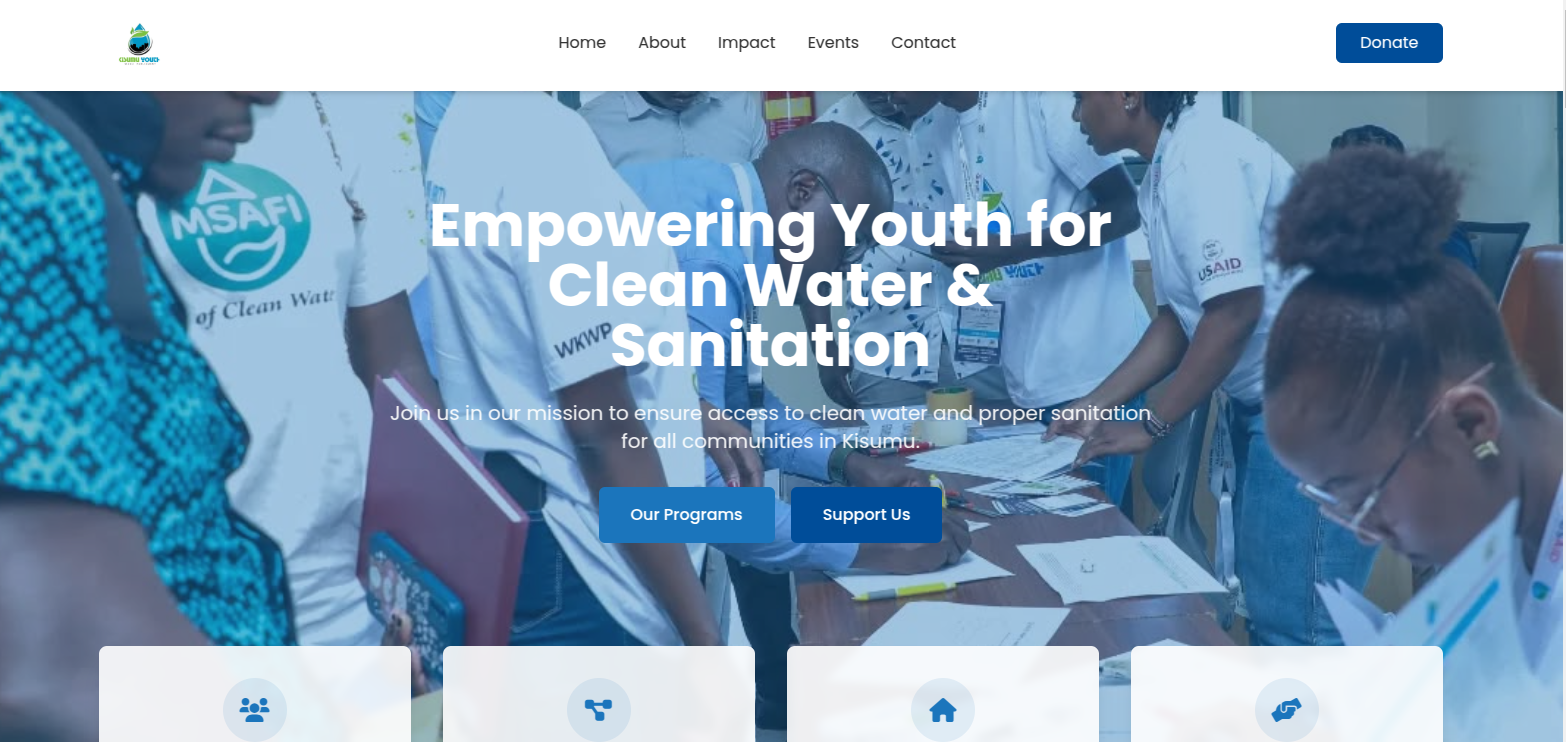 KISUMU YOUTH
Home
About
Impact
Events
Contact
Donate
MSAFI
of Clean Wat
WKWP
USAID
Empowering Youth for
Clean Water &
Sanitation
Join us in our mission to ensure access to clean water and proper sanitation
for all communities in Kisumu.
Our Programs
Support Us